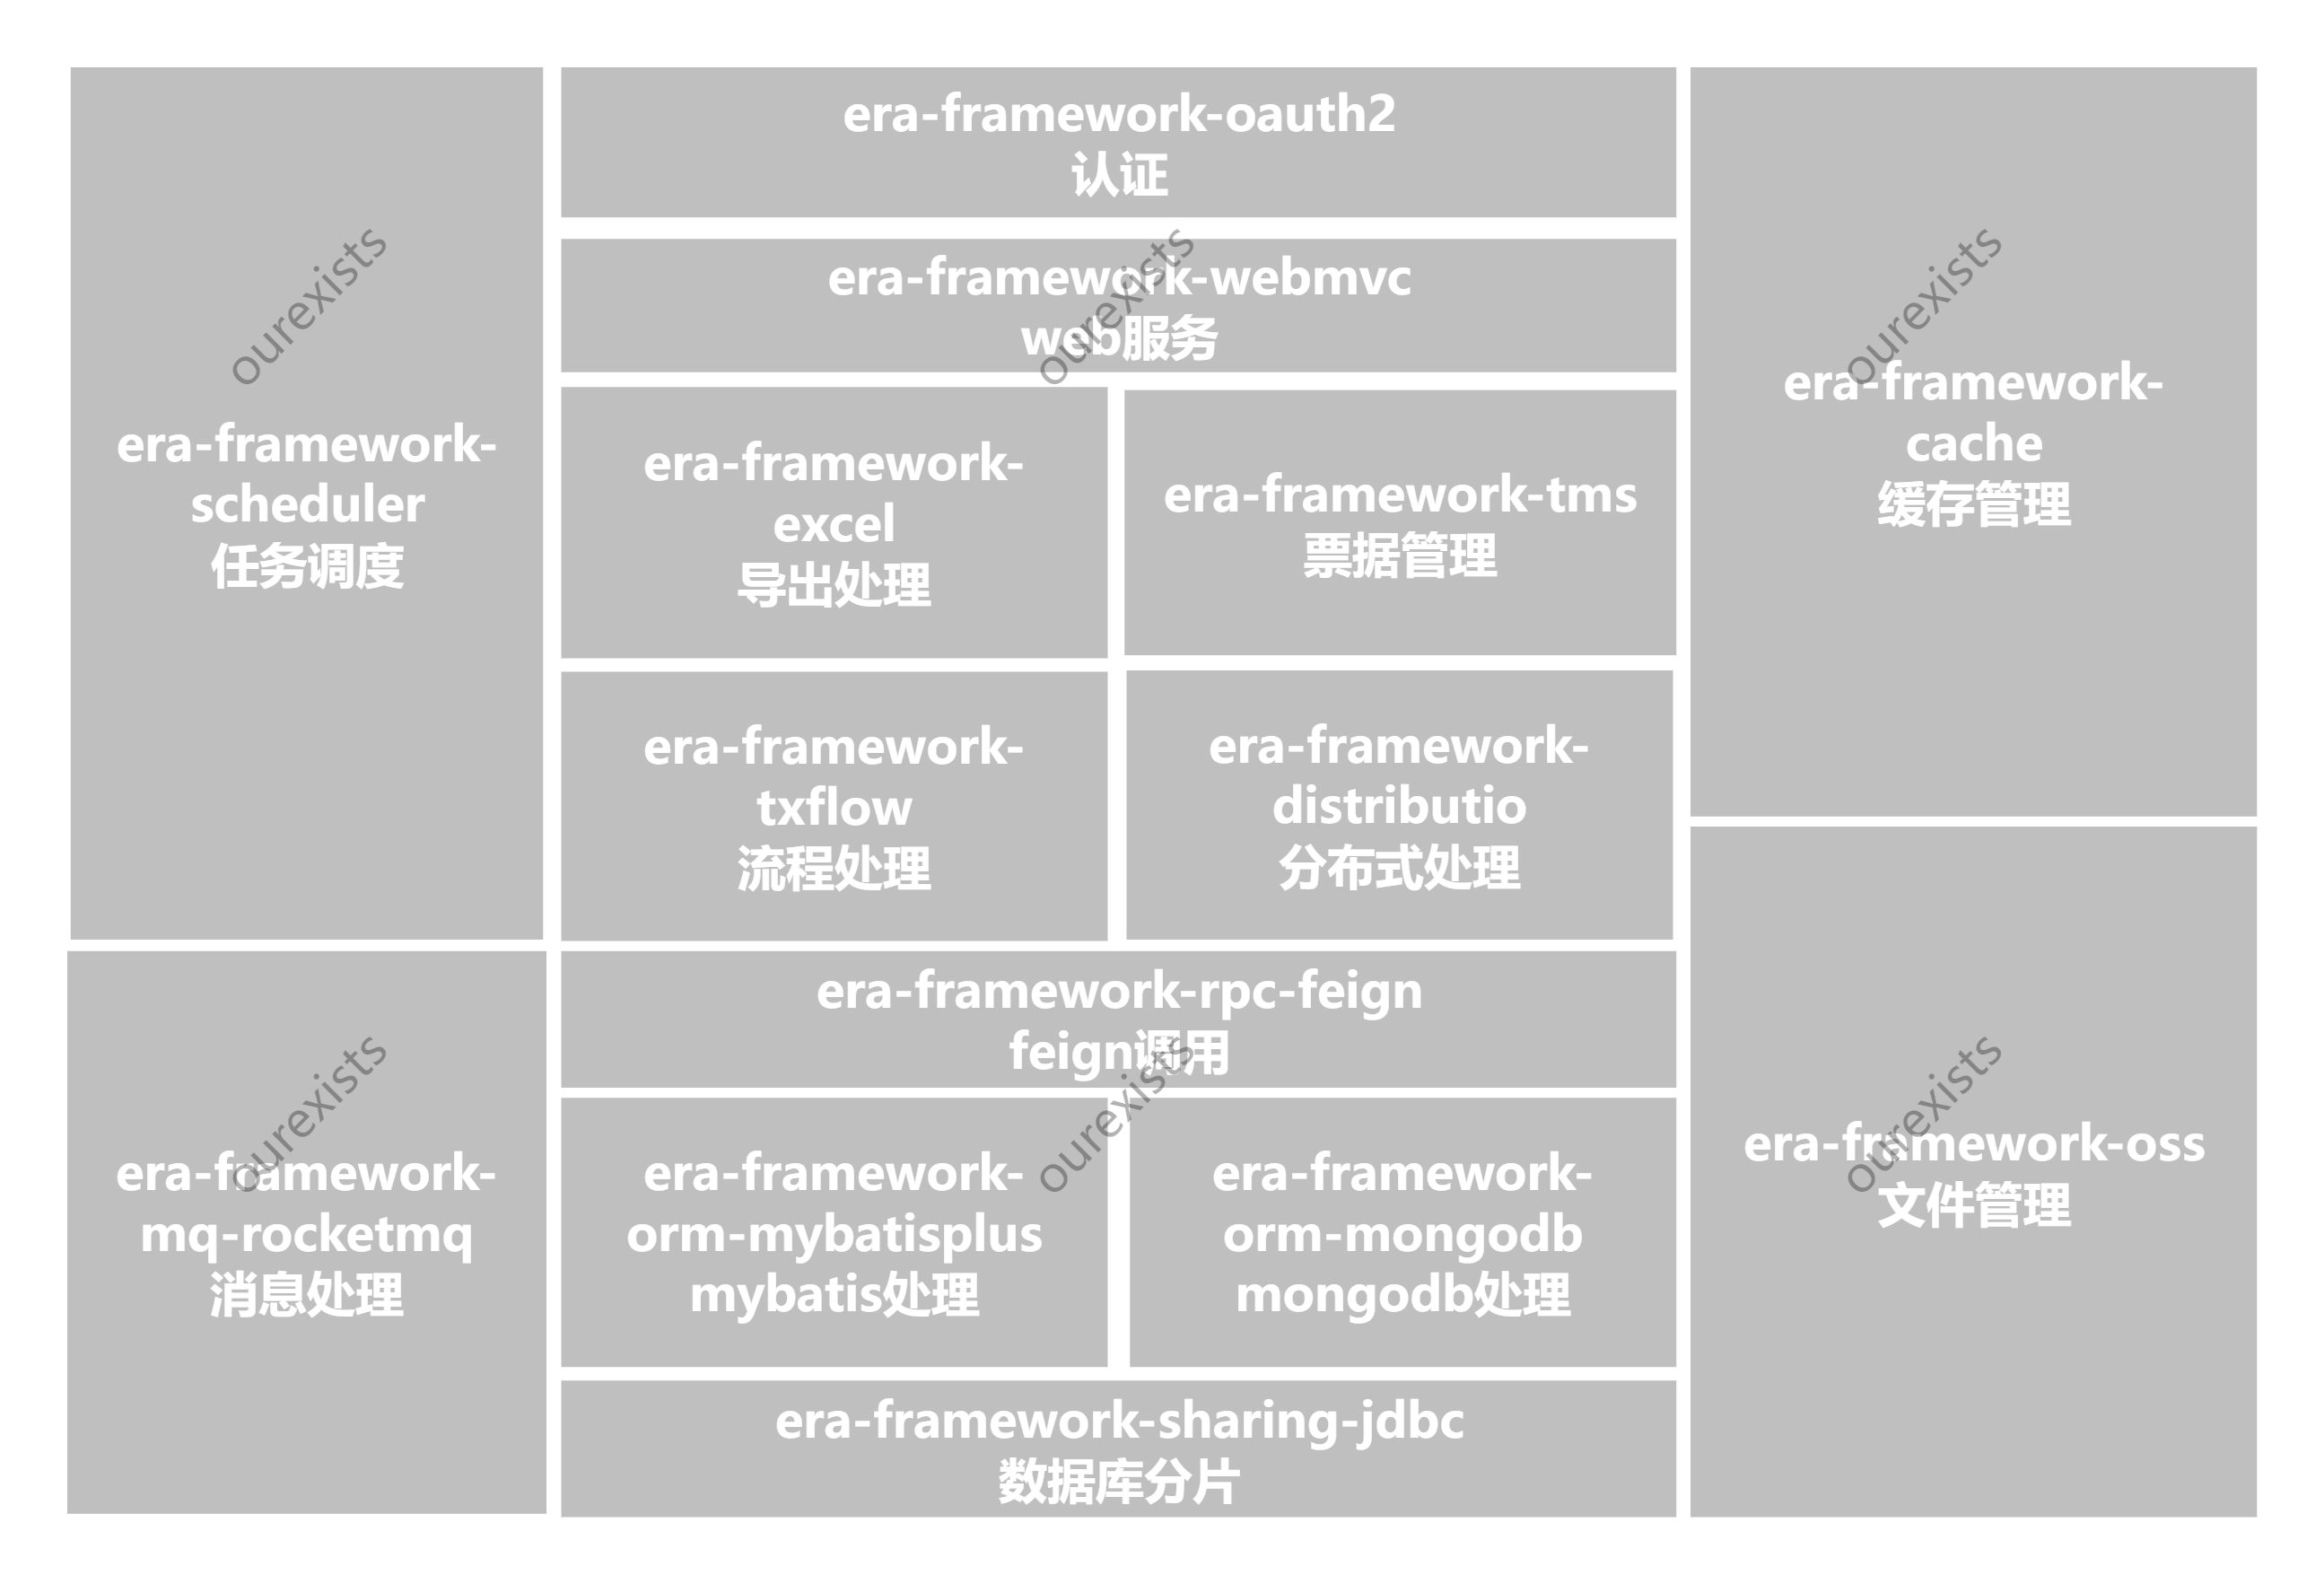 era-framework-
scheduler
任务调度
era-framework-
mq-rocketmq
消息处理
era-framework-oauth2
认证
era-framework-webmvc
web服务
era-framework-
excel
导出处理
era-framework-tms
票据管理
era-framework-
txflow
流程处理
era-framework-
distributio
分布式处理
era-framework-rpc-feign
feign调用
era-framework-
orm-mybatisplus
mybatis处理
era-framework-
orm-mongodb
mongodb处理
era-framework-sharing-jdbc
数据库分片
era-framework-
cache
缓存管理
era-framework-oss
文件管理
ourexists
ourexists
ourexists
ourexists
ourexists
ourexists